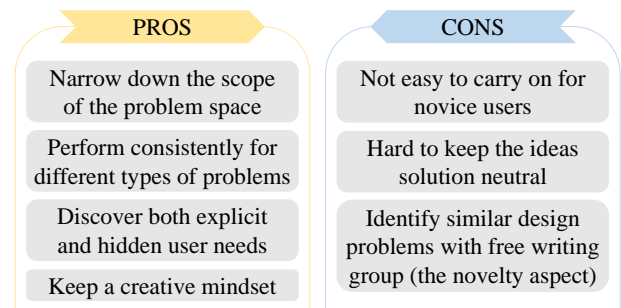 PROS
Narrow down the scope
of the problem space
Perform consistently for
different types of problems
Discover both explicit
and hidden user needs
Keep a creative mindset
CONS
Not easy to carry on for
novice users
Hard to keep the ideas
solution neutral
Identify similar design
problems with free writing
group (the novelty aspect)